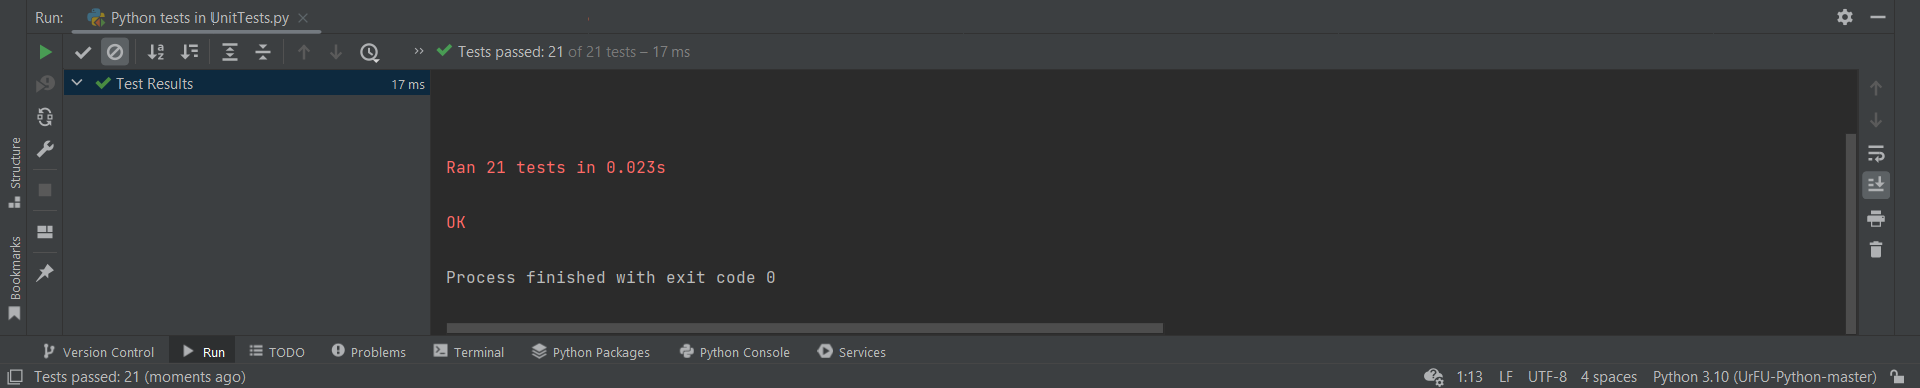 Run: Python tests in UnitTests.py
Tests passed: 21 of 21 tests – 17 ms
Test Results 17 ms
Ran 21 tests in 0.023s
OK
Process finished with exit code 0
Structure
Bookmarks
Version Control Run TODO Problems Terminal Python Packages Python Console Services
Tests passed: 21 (moments ago) 1:13 LF UTF-8 4 spaces Python 3.10 (UrFU-Python-master)